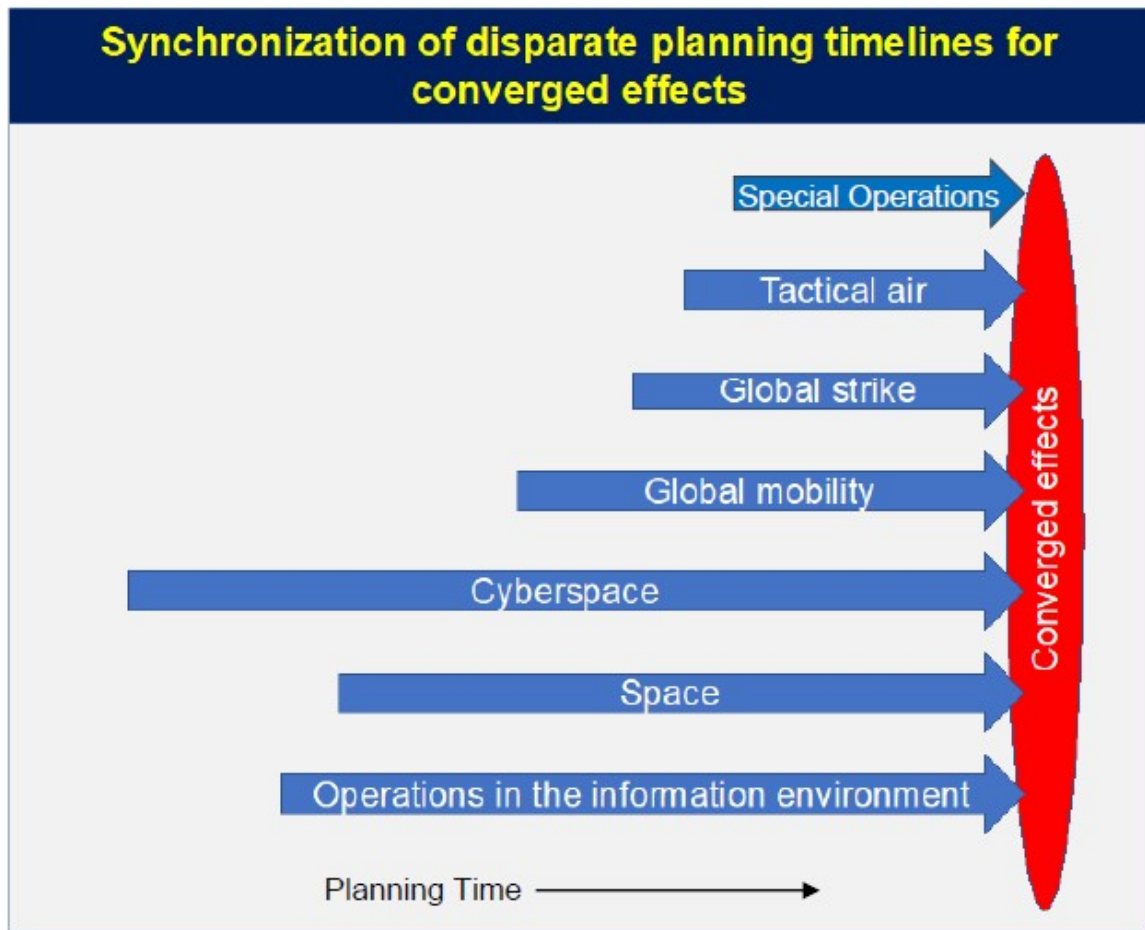 Synchronization of disparate planning timelines for
converged effects
Special Operations
Tactical air
Global strike
Global mobility
Cyberspace
Space
Operations in the information environment
Converged effects
Planning Time